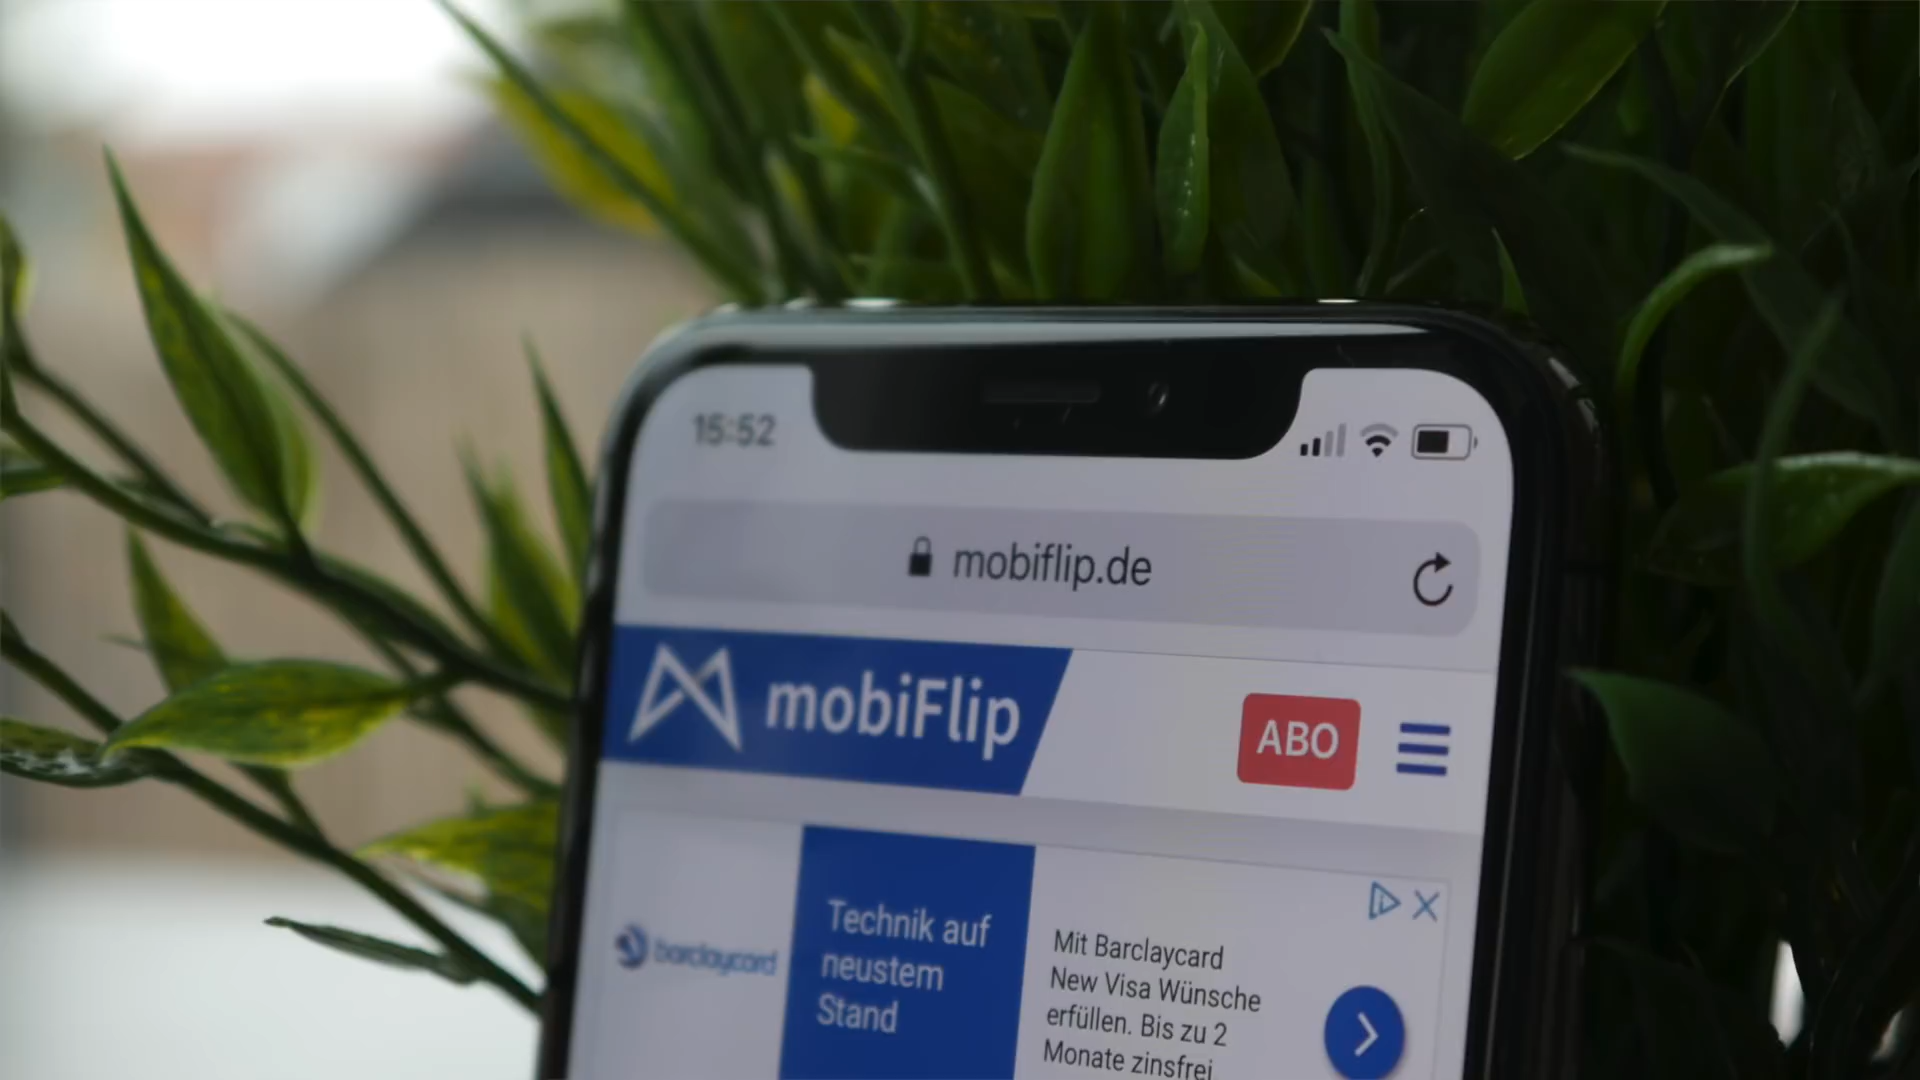 15:52
mobiflip.de
mobiFlip
ABO
barclaycard
Technik auf
neustem
Stand
Mit Barclaycard
New Visa Wünsche
erfüllen. Bis zu 2
Monate zinsfrei